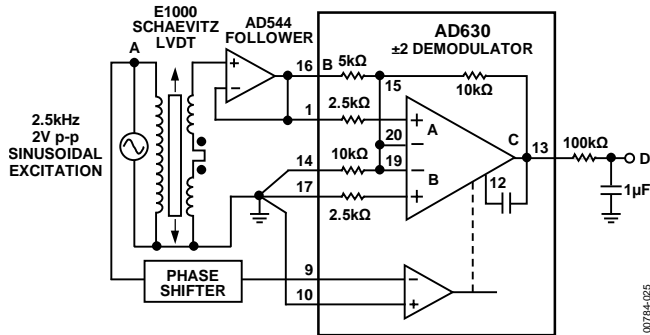 E1000
SCHAEVITZ
LVDT
A
AD544
FOLLOWER
AD630
±2 DEMODULATOR
16
B
5kΩ
15
10kΩ
1
2.5kΩ
+
–
+
A
20
–
C
13
100kΩ
D
2.5kHz
2V p-p
SINUSOIDAL
EXCITATION
14
10kΩ
19
–
B
12
1µF
17
+
2.5kΩ
PHASE
SHIFTER
9
–
10
+
00784-025